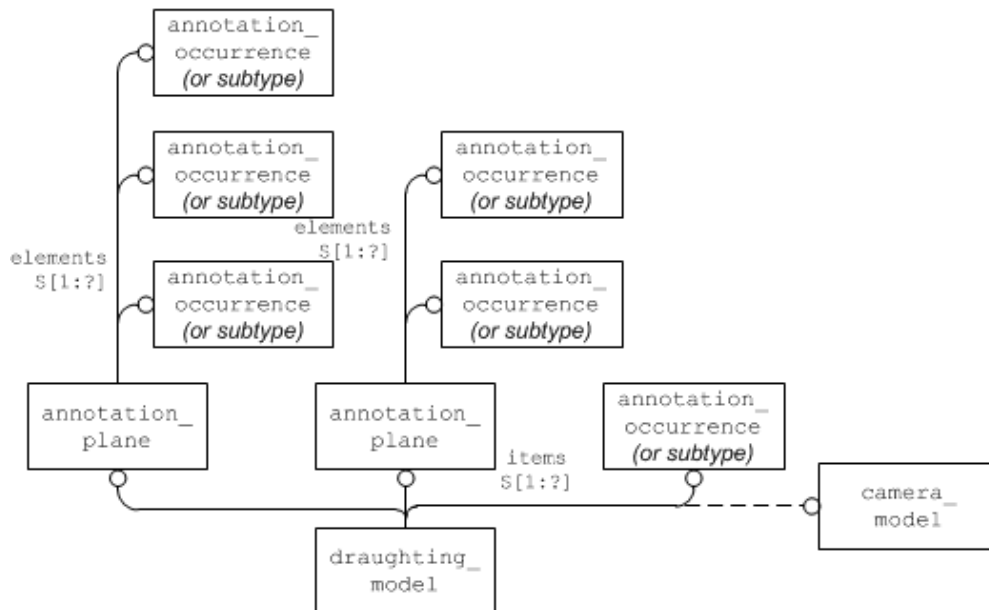 annotation_
occurrence
(or subtype)
annotation_
occurrence
(or subtype)
annotation_
occurrence
(or subtype)
elements
S[1:?]
elements
S[1:?]
annotation_
occurrence
(or subtype)
annotation_
occurrence
(or subtype)
annotation_
plane
annotation_
plane
annotation_
occurrence
(or subtype)
items
S[1:?]
camera_
model
draughting_
model